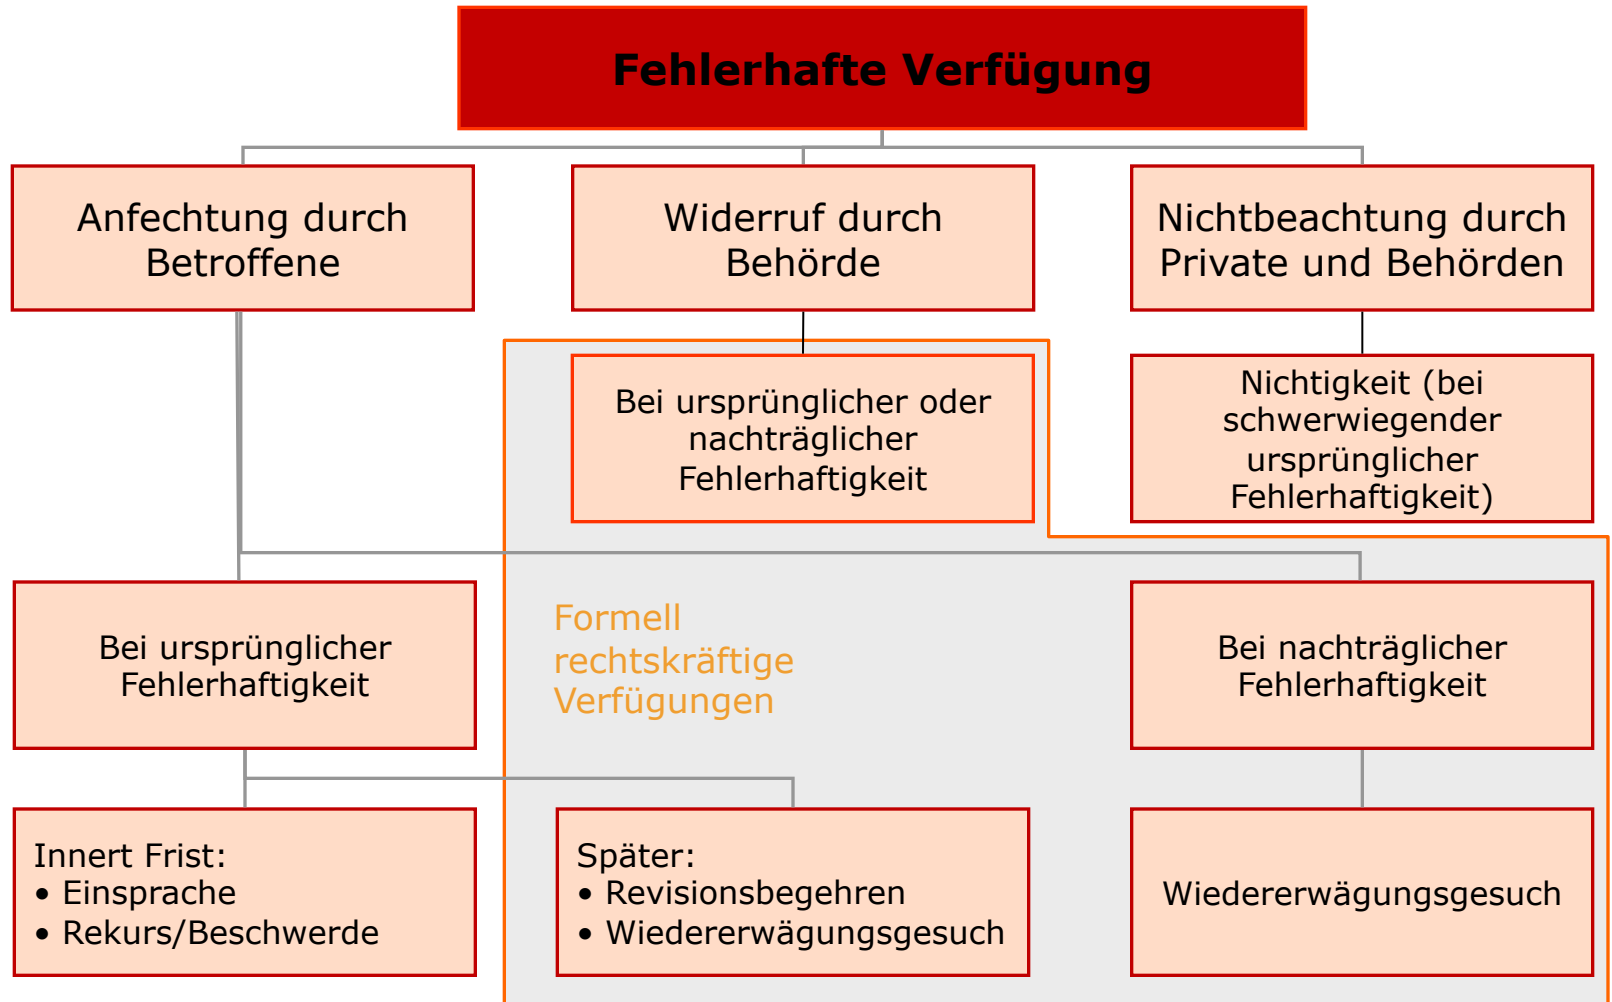 Fehlerhafte Verfügung
Anfechtung durch
Betroffene
Widerruf durch
Behörde
Nichtbeachtung durch
Private und Behörden
Bei ursprünglicher oder
nachträglicher
Fehlerhaftigkeit
Nichtigkeit (bei
schwerwiegender
ursprünglicher
Fehlerhaftigkeit)
Bei ursprünglicher
Fehlerhaftigkeit
Formell
rechtskräftige
Verfügungen
Bei nachträglicher
Fehlerhaftigkeit
Innert Frist:
• Einsprache
• Rekurs/Beschwerde
Später:
• Revisionsbegehren
• Wiedererwägungsgesuch
Wiedererwägungsgesuch